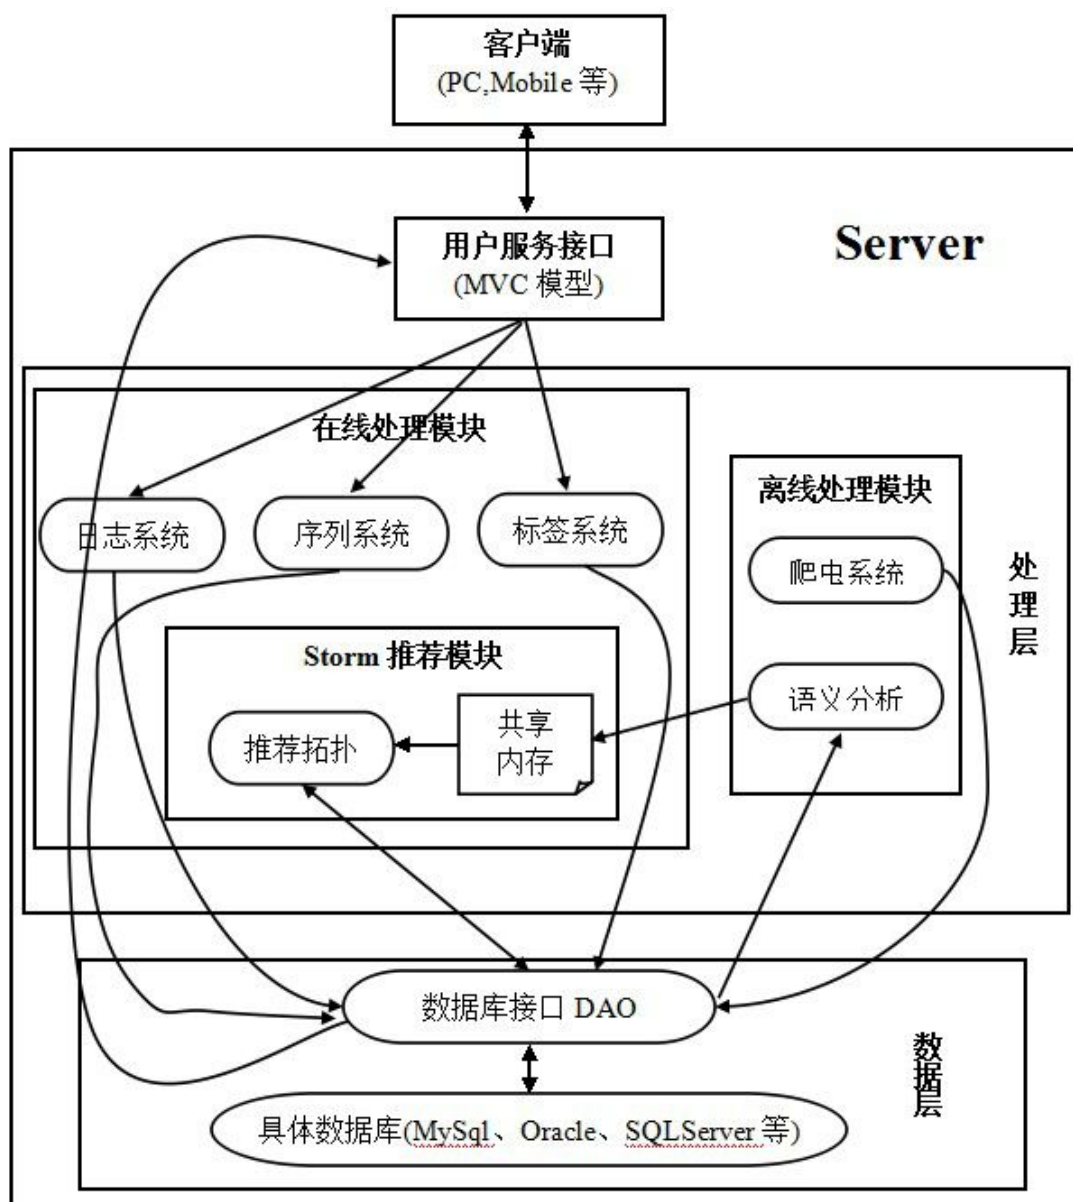 客户端
(PC,Mobile 等)
Server
用户服务接口
(MVC 模型)
在线处理模块
离线处理模块
日志系统
序列系统
标签系统
爬虫系统
处理层
Storm 推荐模块
语义分析
共享
内存
推荐拓扑
数据库接口 DAO
数据层
具体数据库(MySql、Oracle、SQLServer 等)